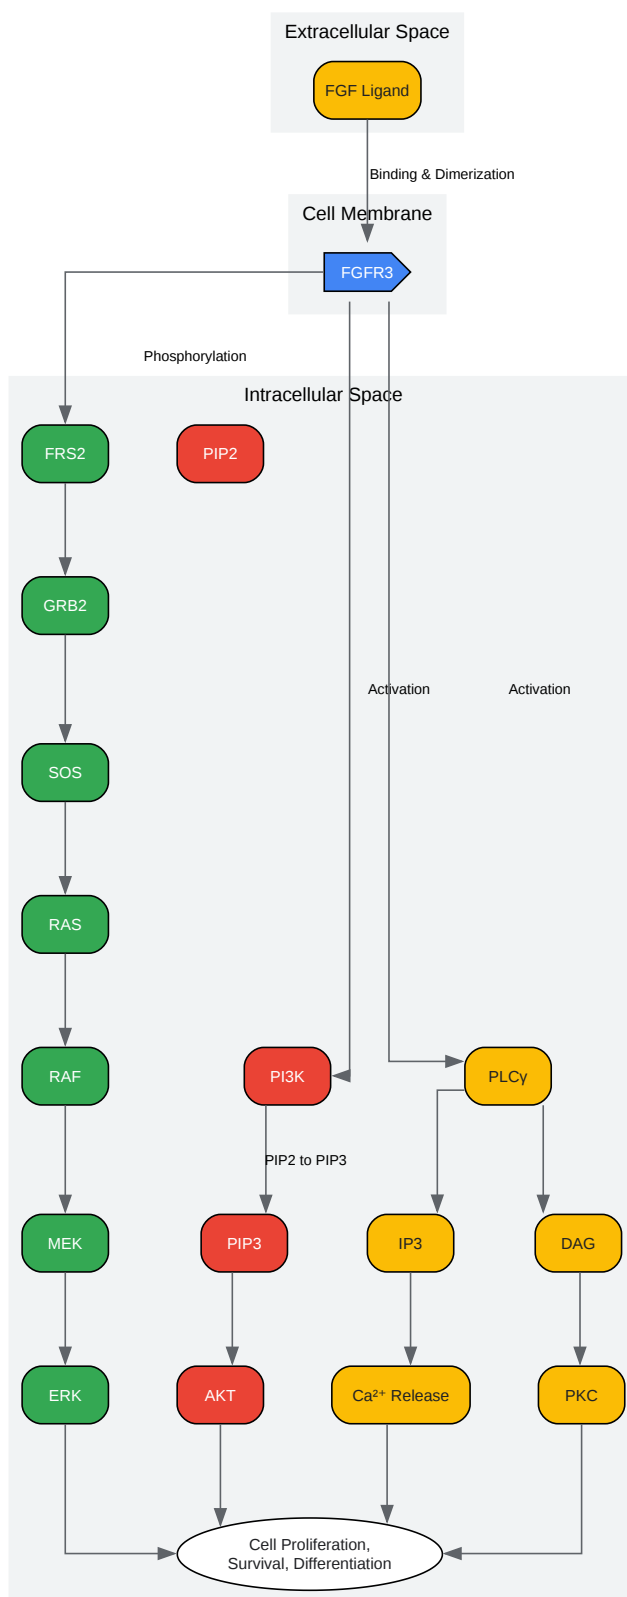 Extracellular Space
FGF Ligand
Binding & Dimerization
Cell Membrane
FGFR3
Phosphorylation
Intracellular Space
FRS2
PIP2
GRB2
Activation
Activation
SOS
RAS
RAF
PI3K
PLCγ
PIP2 to PIP3
MEK
PIP3
IP3
DAG
ERK
AKT
Ca²⁺ Release
PKC
Cell Proliferation,
Survival, Differentiation